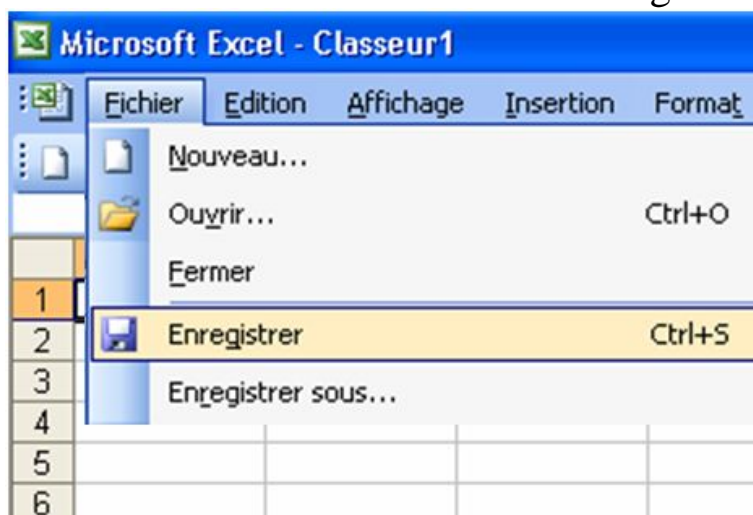 Microsoft Excel - Classeur1
Fichier Edition Affichage Insertion Format
Nouveau...
Ouvrir... Ctrl+O
Fermer
1
Enregistrer Ctrl+S
2
Enregistrer sous...
3
4
5
6